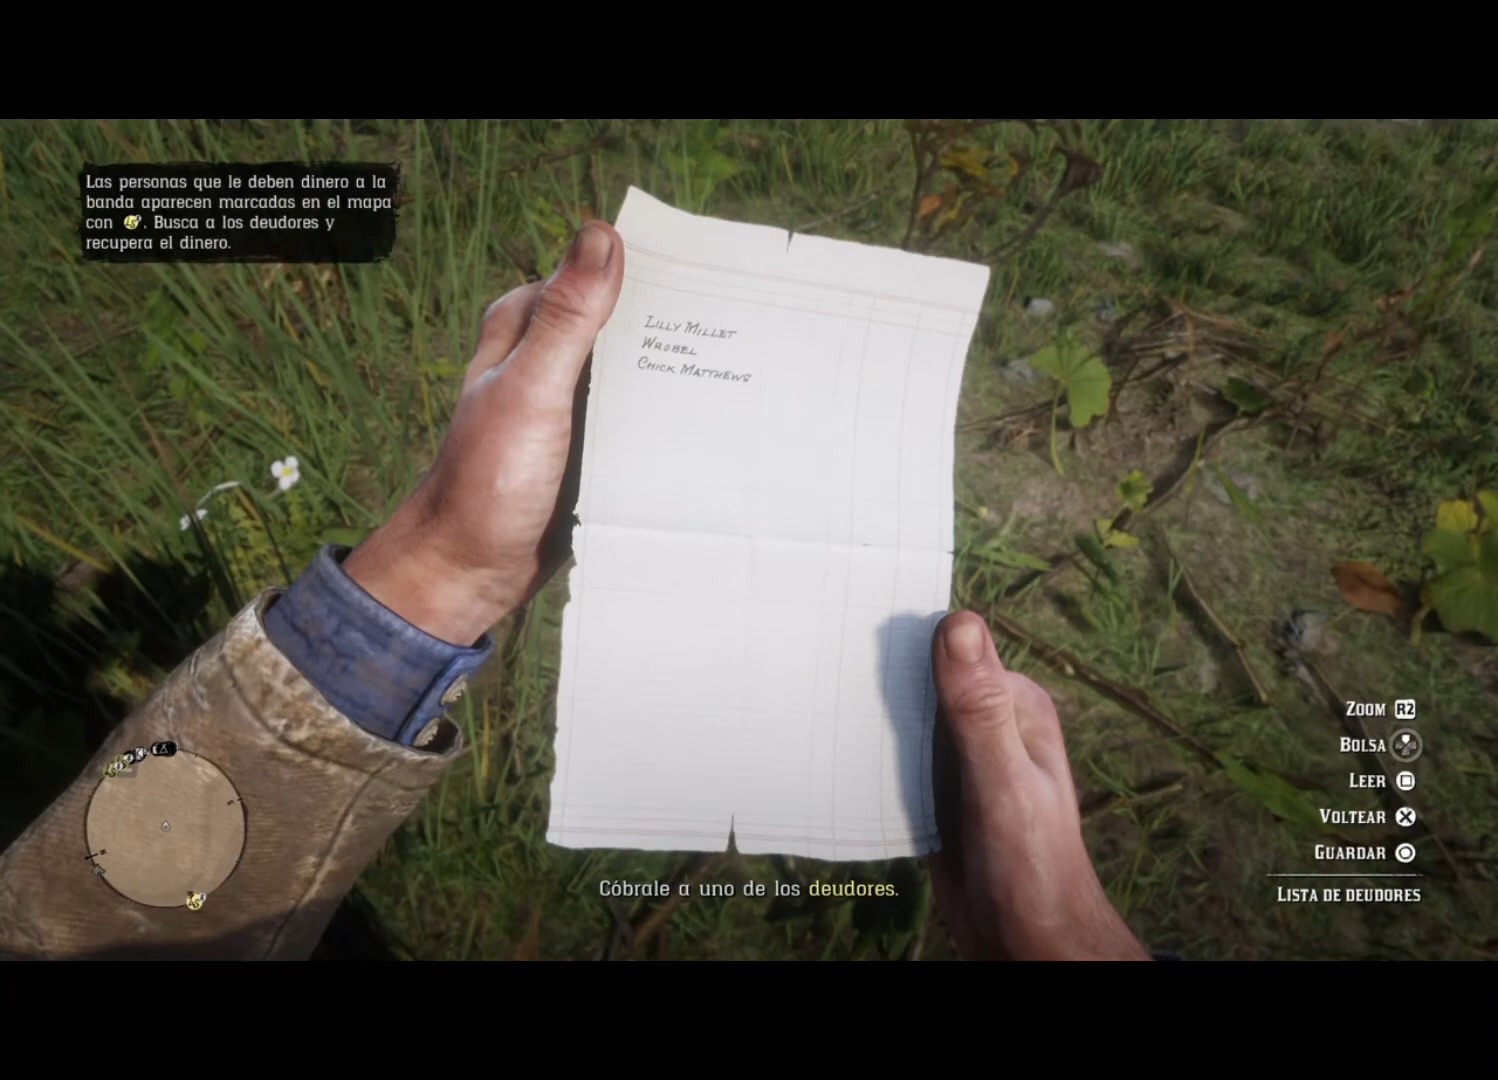 Las personas que le deben dinero a la
banda aparecen marcadas en el mapa
con $. Busca a los deudores y
recupera el dinero.
Lilly Millet
Wrobel
Chick Matthews
Zoom R2
Bolsa
Leer
Voltear
Guardar
Lista de deudores
Cóbrale a uno de los deudores.